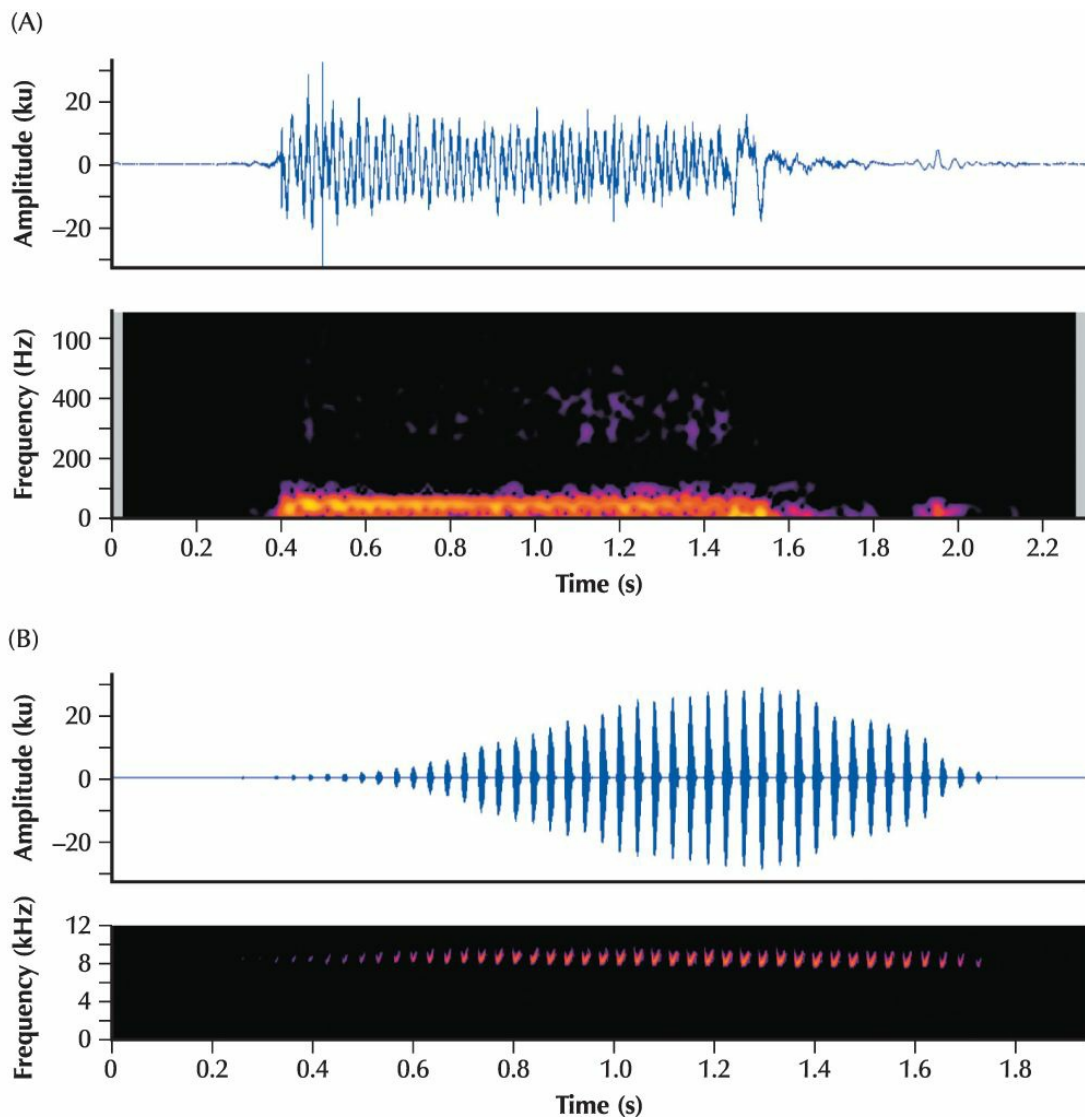 (A)
Amplitude (ku)
20
0
−20
Frequency (Hz)
100
400
200
0
0 0.2 0.4 0.6 0.8 1.0 1.2 1.4 1.6 1.8 2.0 2.2
Time (s)
(B)
Amplitude (ku)
20
0
−20
Frequency (kHz)
12
8
4
0
0 0.2 0.4 0.6 0.8 1.0 1.2 1.4 1.6 1.8
Time (s)